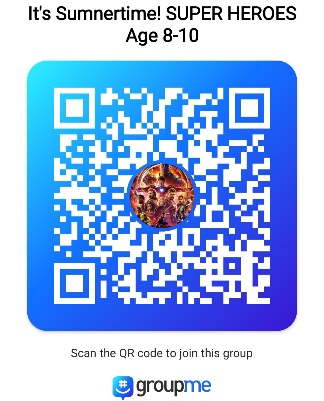 It's Sumnertime! SUPER HEROES
Age 8-10
Scan the QR code to join this group
groupme